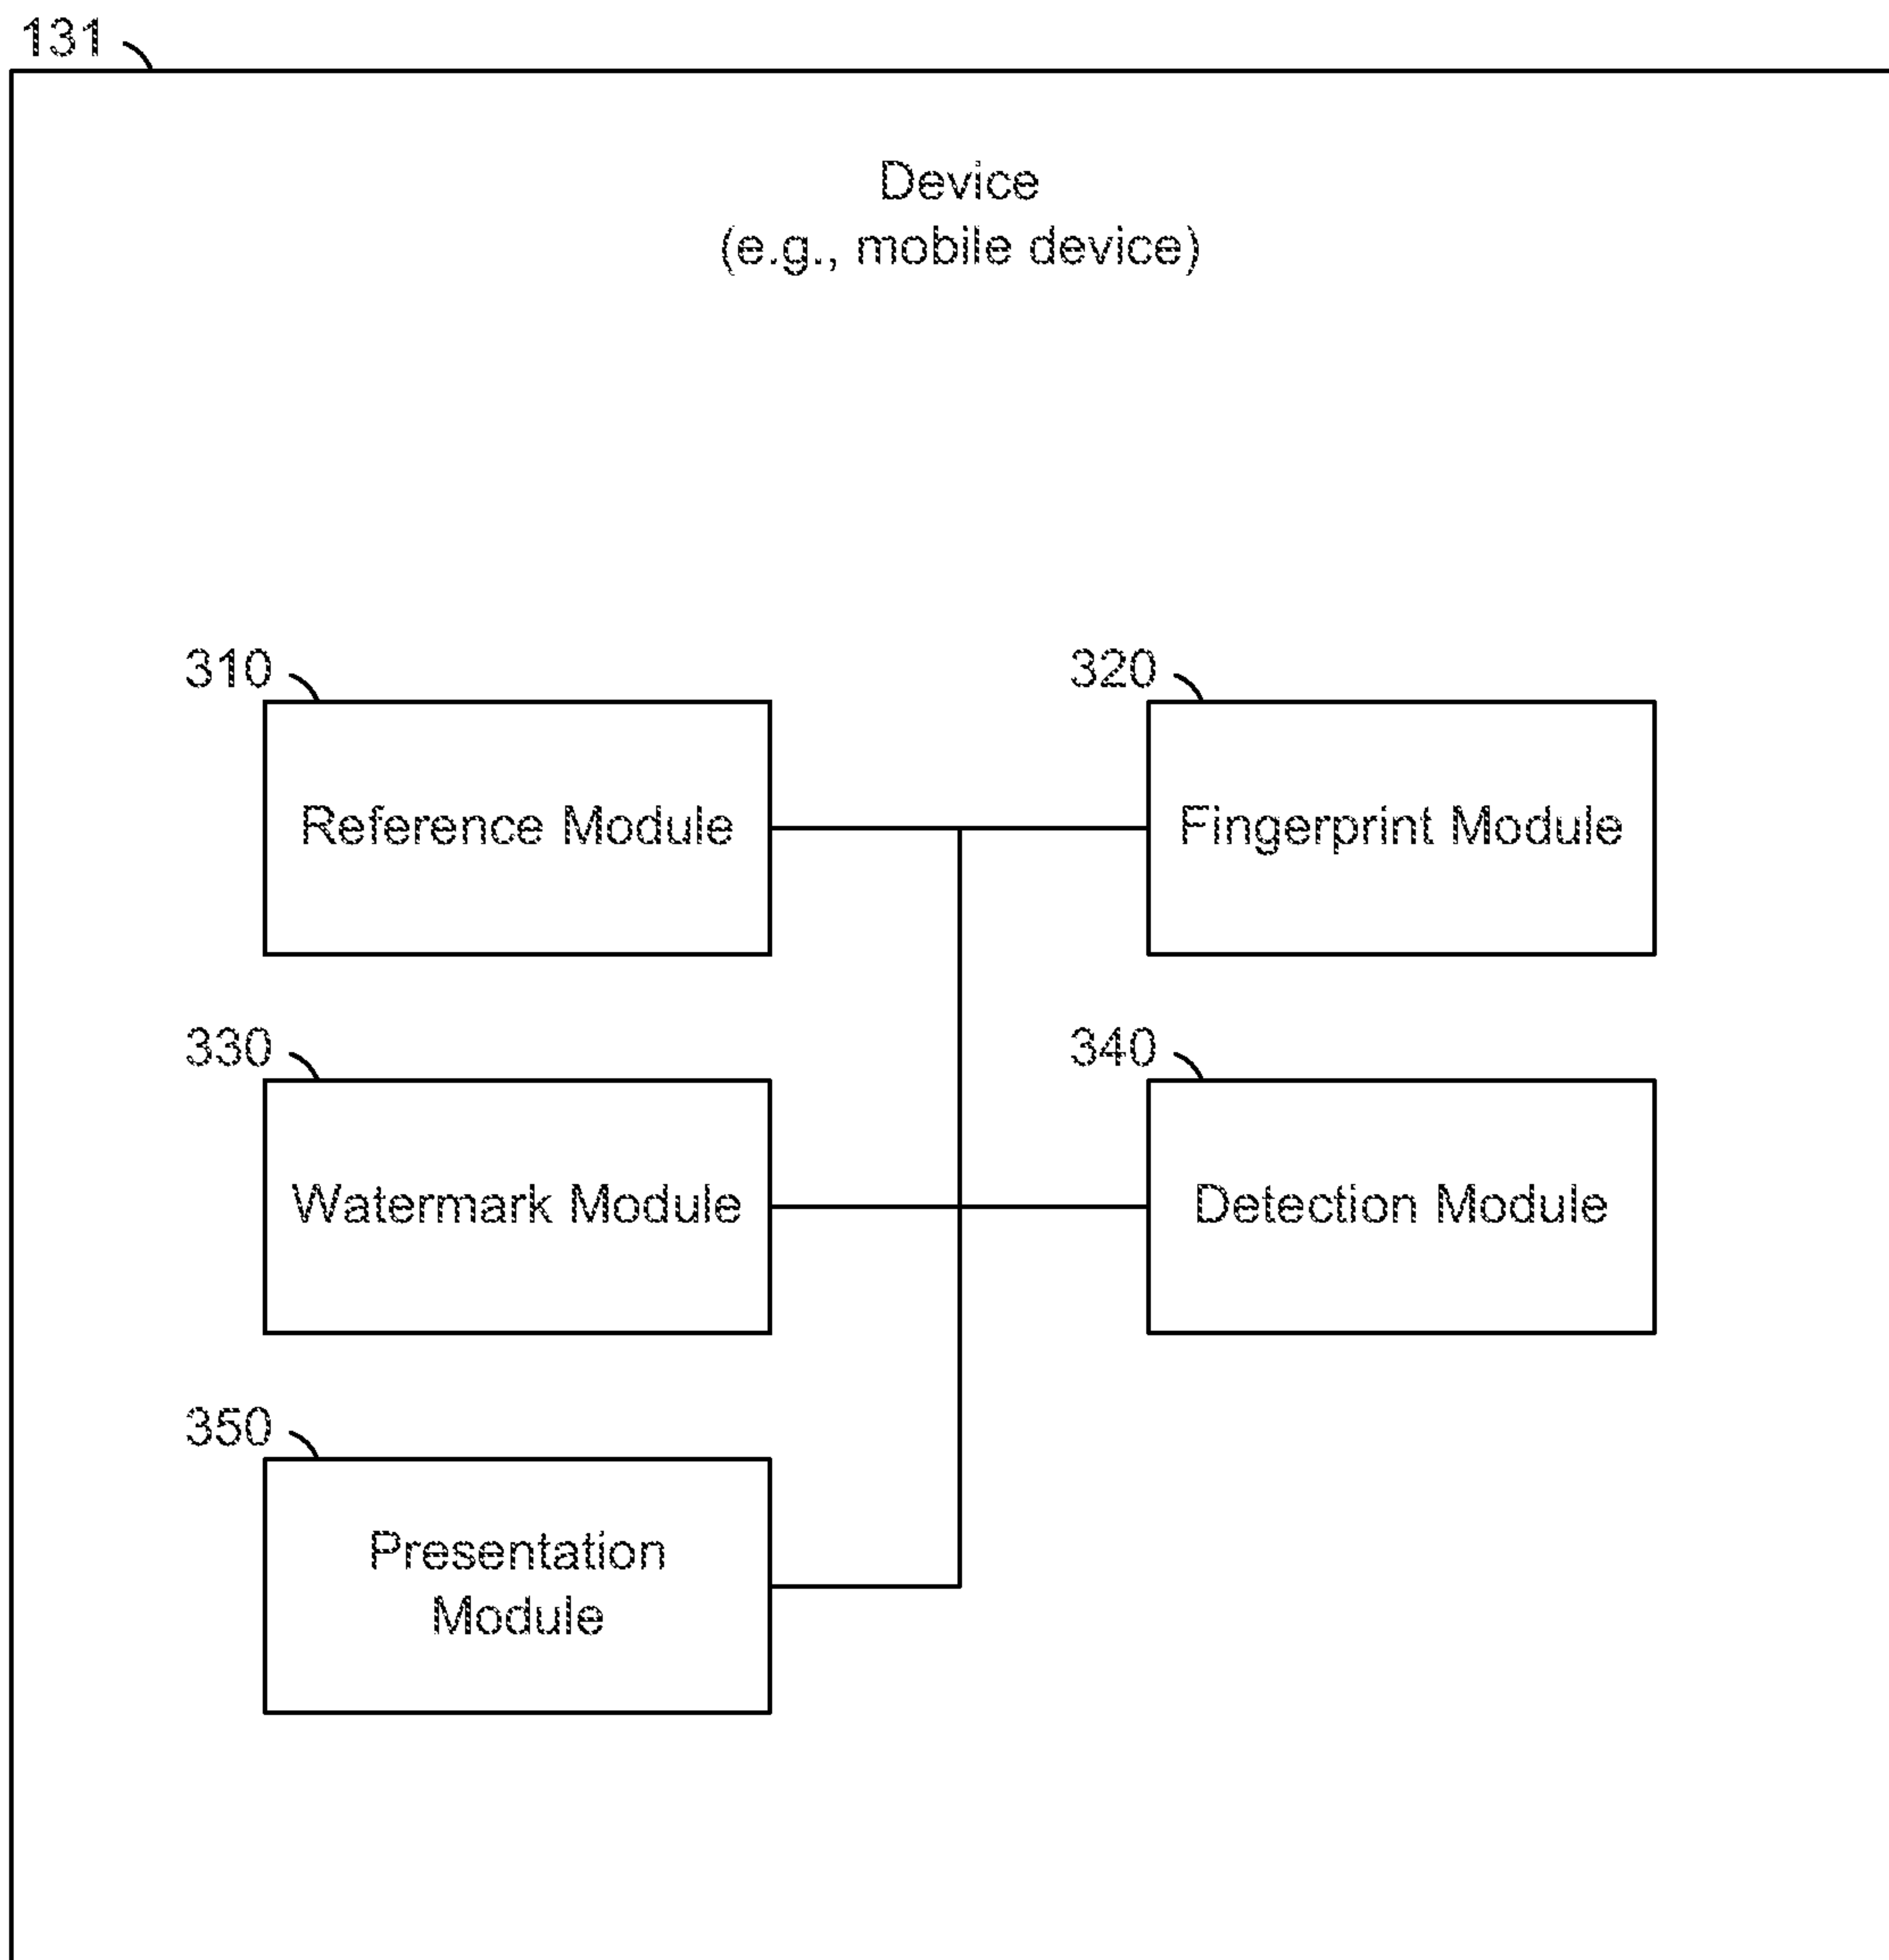 131
Device
(e.g., mobile device)
310
320
Reference Module
Fingerprint Module
330
340
Watermark Module
Detection Module
350
Presentation
Module